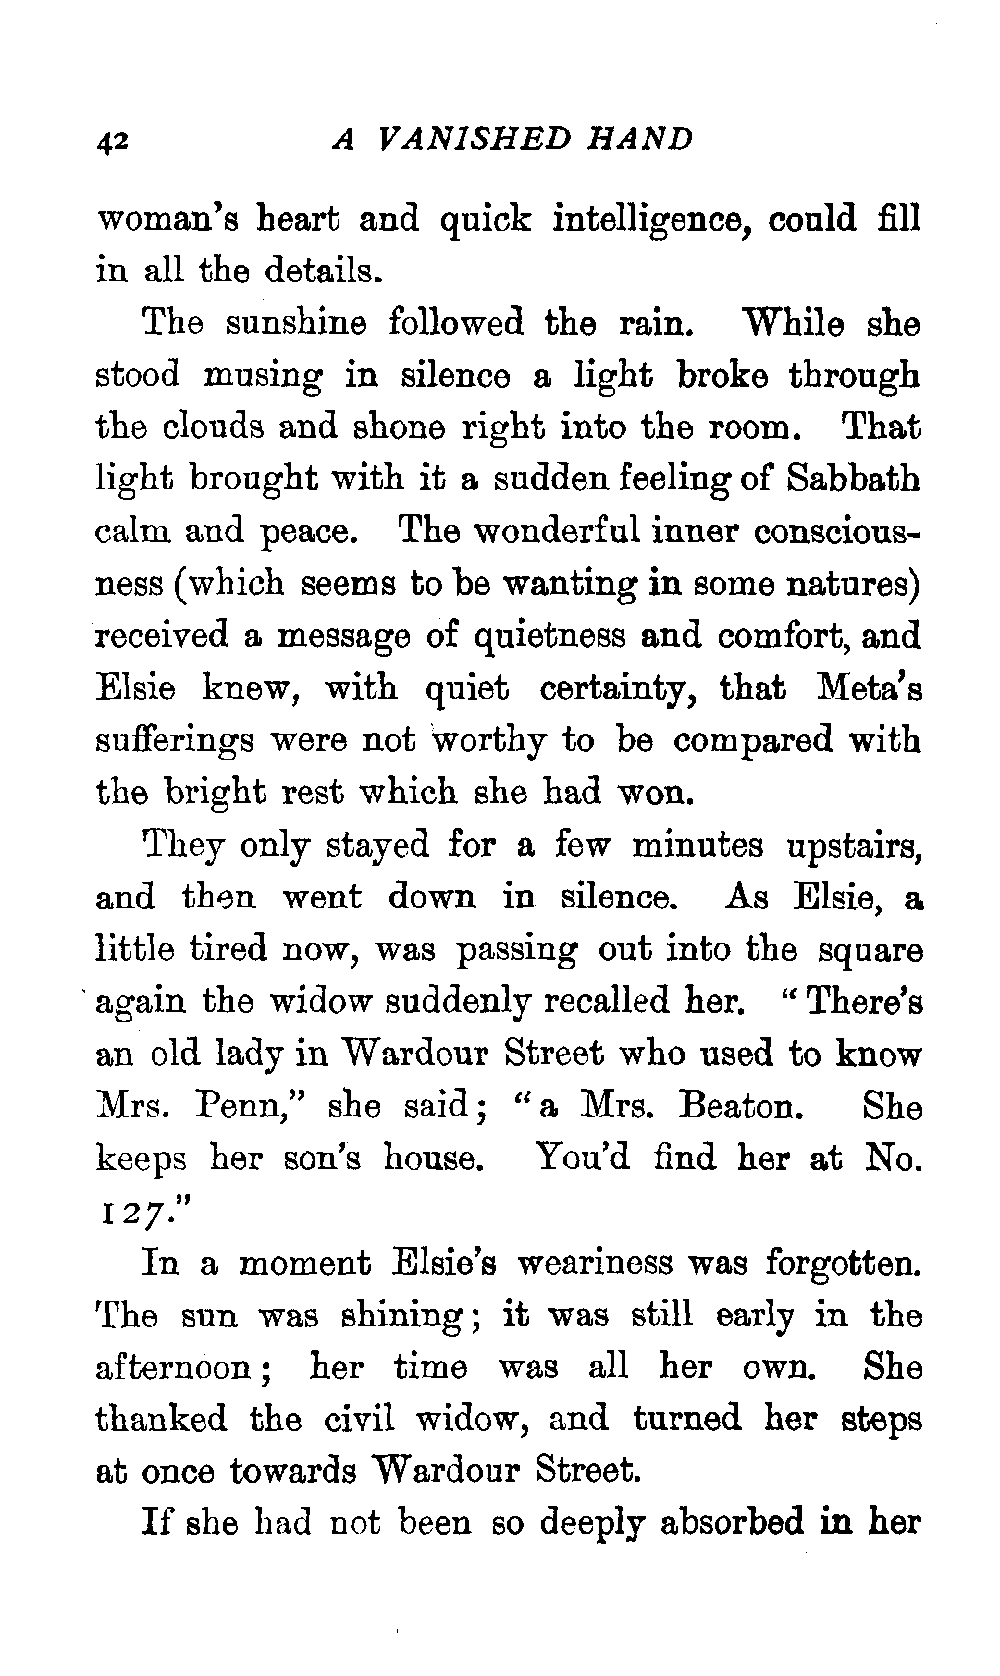 42 A VANISHED HAND
woman's heart and quick intelligence, could fill
in all the details.
The sunshine followed the rain. While she
stood musing in silence a light broke through
the clouds and shone right into the room. That
light brought with it a sudden feeling of Sabbath
calm and peace. The wonderful inner conscious-
ness (which seems to be wanting in some natures)
received a message of quietness and comfort, and
Elsie knew, with quiet certainty, that Meta's
sufferings were not worthy to be compared with
the bright rest which she had won.
They only stayed for a few minutes upstairs,
and then went down in silence. As Elsie, a
little tired now, was passing out into the square
again the widow suddenly recalled her. "There's
an old lady in Wardour Street who used to know
Mrs. Penn," she said; "a Mrs. Beaton. She
keeps her son's house. You'd find her at No.
127."
In a moment Elsie's weariness was forgotten.
The sun was shining; it was still early in the
afternoon; her time was all her own. She
thanked the civil widow, and turned her steps
at once towards Wardour Street.
If she had not been so deeply absorbed in her